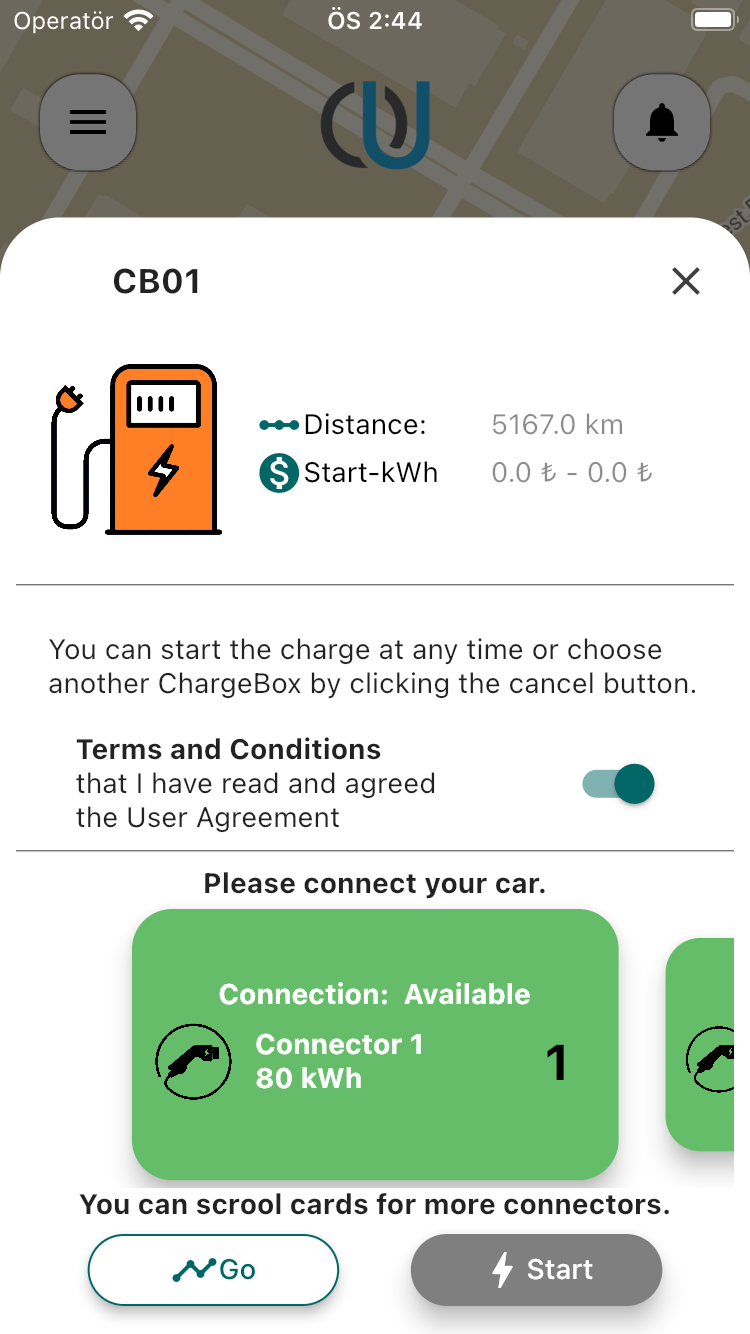 Operatör ÖS 2:44
CB01
Distance: 5167.0 km
Start-kWh 0.0 ₺ - 0.0 ₺
You can start the charge at any time or choose
another ChargeBox by clicking the cancel button.
Terms and Conditions
that I have read and agreed
the User Agreement
Please connect your car.
Connection: Available
Connector 1
80 kWh
1
You can scrool cards for more connectors.
Go
Start